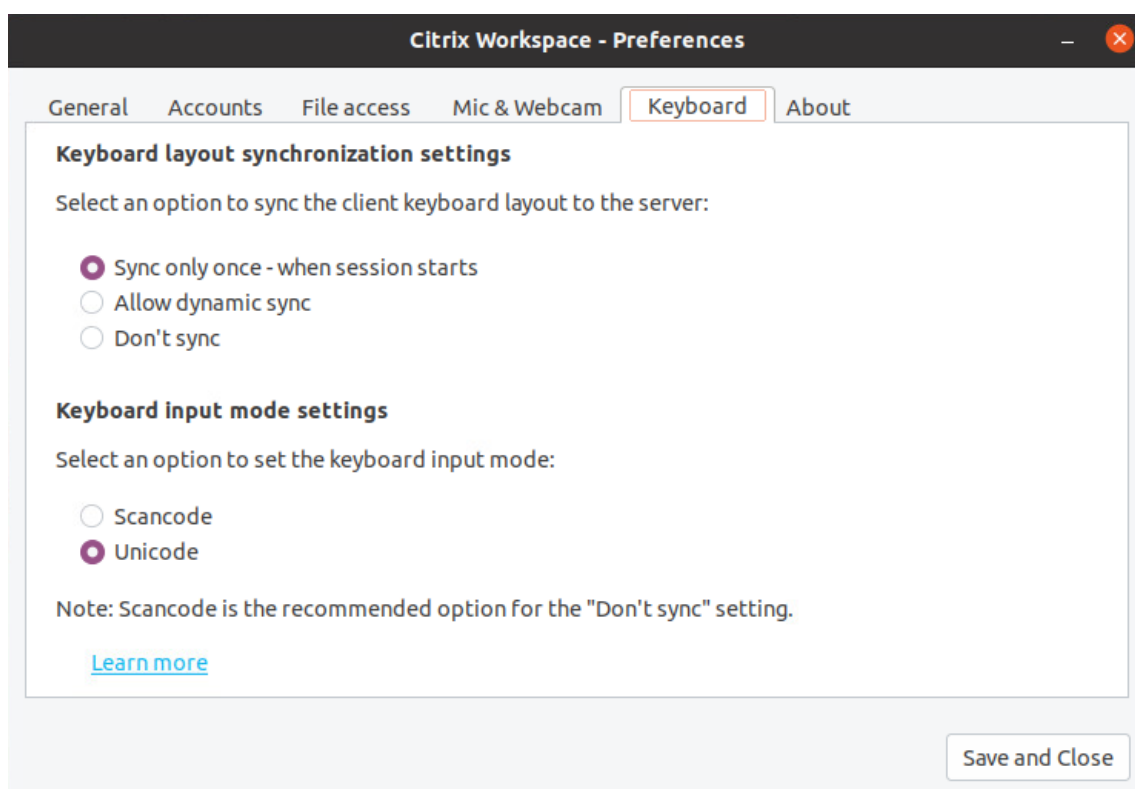 Citrix Workspace - Preferences
General Accounts File access Mic & Webcam Keyboard About
Keyboard layout synchronization settings
Select an option to sync the client keyboard layout to the server:
Sync only once - when session starts
Allow dynamic sync
Don't sync
Keyboard input mode settings
Select an option to set the keyboard input mode:
Scancode
Unicode
Note: Scancode is the recommended option for the "Don't sync" setting.
Learn more
Save and Close